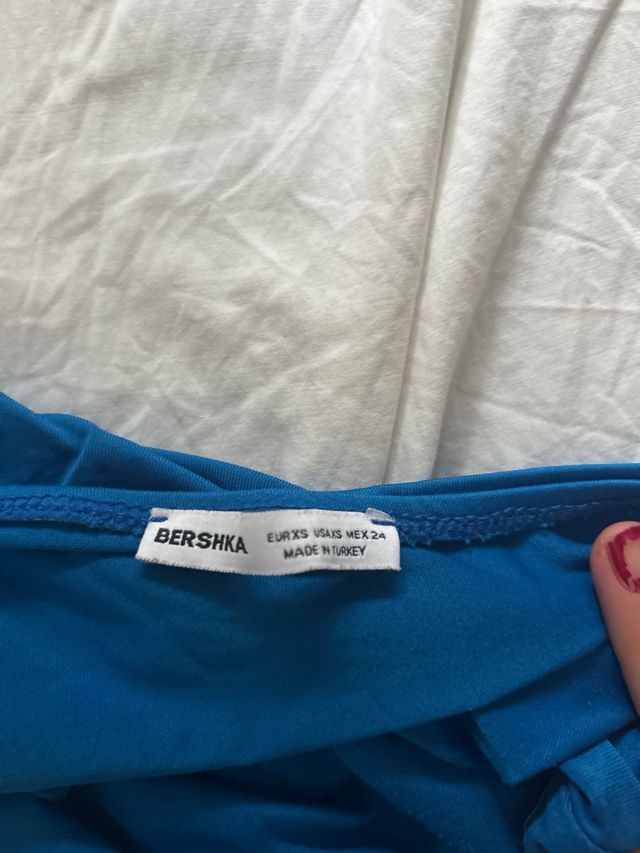 BERSHKA
EUR XS USA XS MEX 24
MADE IN TURKEY